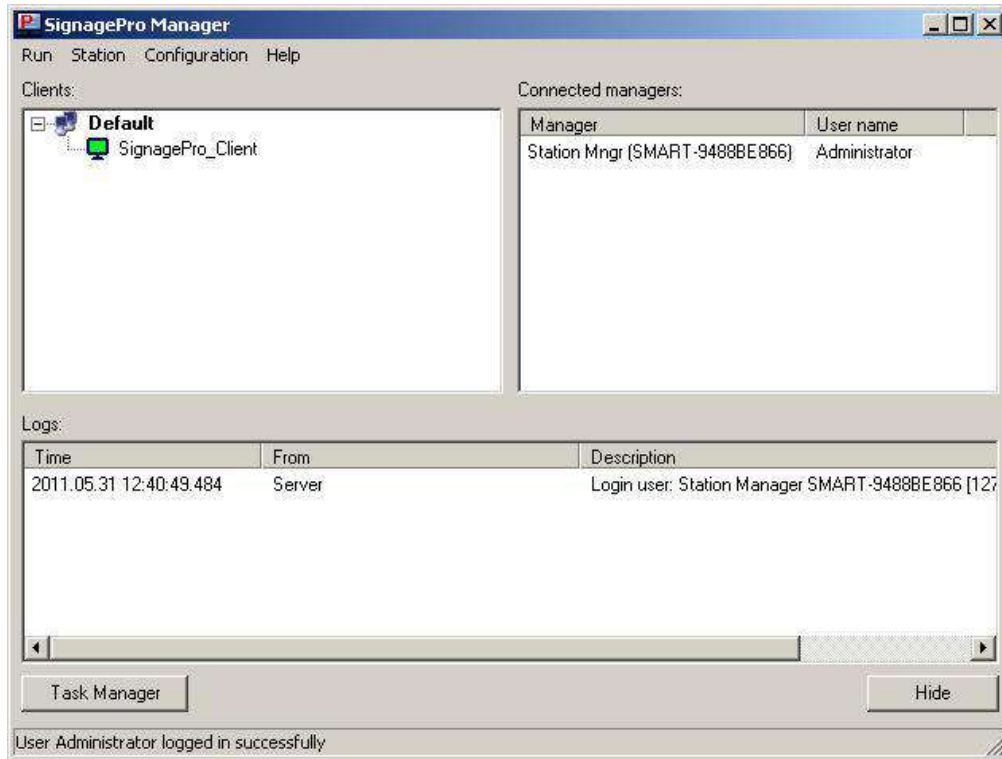 SignagePro Manager
Run Station Configuration Help
Clients:
Default
SignagePro_Client
Connected managers:
Manager User name
Station Mngr (SMART-9488BE866) Administrator
Logs:
Time From Description
2011.05.31 12:40:49.484 Server Login user: Station Manager SMART-9488BE866 [127
Task Manager Hide
User Administrator logged in successfully